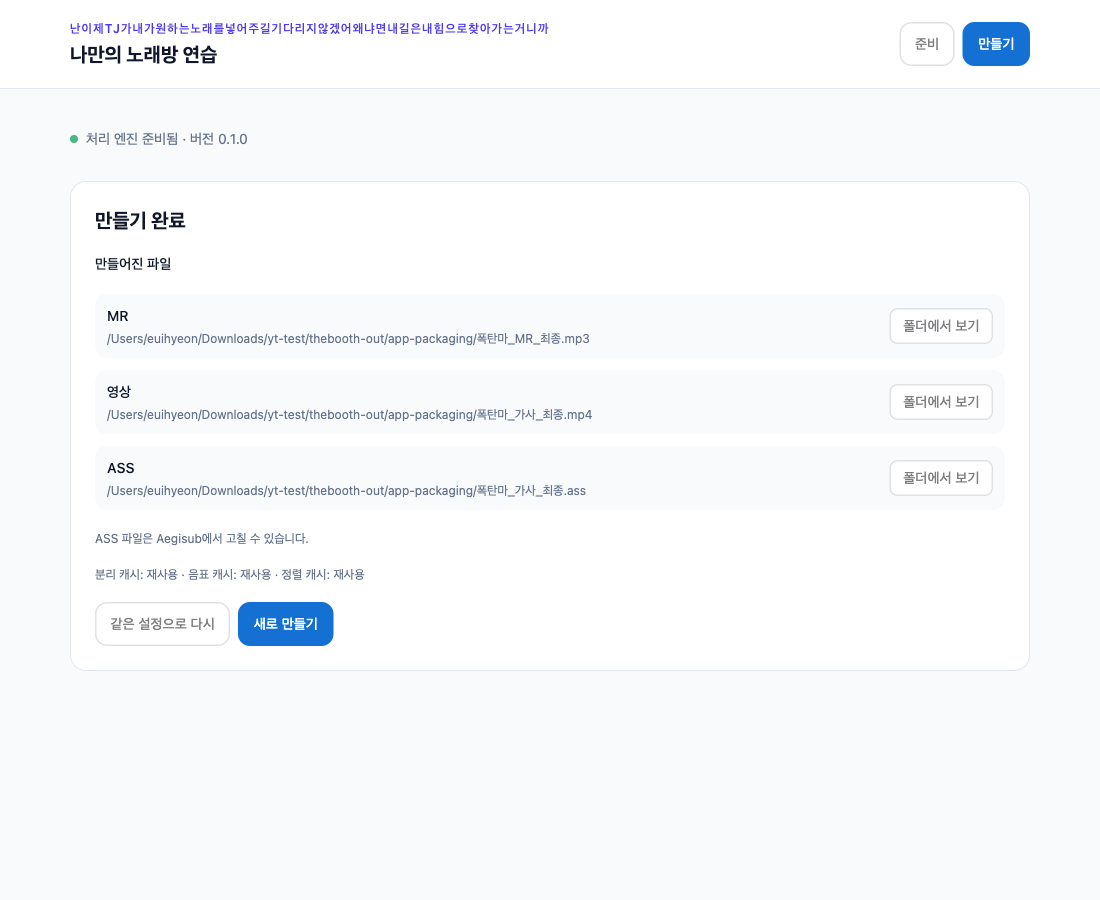 난이제TJ가내가원하는노래를넣어주길기다리지않겠어왜냐면내길은내힘으로찾아가는거니까
나만의 노래방 연습
준비
만들기
처리 엔진 준비됨 · 버전 0.1.0
만들기 완료
만들어진 파일
MR
/Users/euihyeon/Downloads/yt-test/thebooth-out/app-packaging/폭탄마_MR_최종.mp3
폴더에서 보기
영상
/Users/euihyeon/Downloads/yt-test/thebooth-out/app-packaging/폭탄마_가사_최종.mp4
폴더에서 보기
ASS
/Users/euihyeon/Downloads/yt-test/thebooth-out/app-packaging/폭탄마_가사_최종.ass
폴더에서 보기
ASS 파일은 Aegisub에서 고칠 수 있습니다.
분리 캐시: 재사용 · 음표 캐시: 재사용 · 정렬 캐시: 재사용
같은 설정으로 다시
새로 만들기